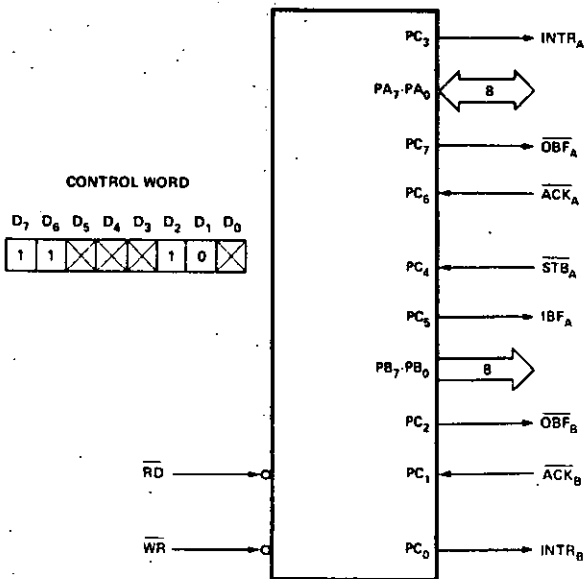 PC3 INTRA
PA7-PA0 8
PC7 OBFA
CONTROL WORD
D7 D6 D5 D4 D3 D2 D1 D0
1 1 1 0
PC6 ACKA
PC4 STBA
PC5 IBFA
PB7-PB0 8
PC2 OBFB
RD PC1 ACKB
WR PC0 INTRB